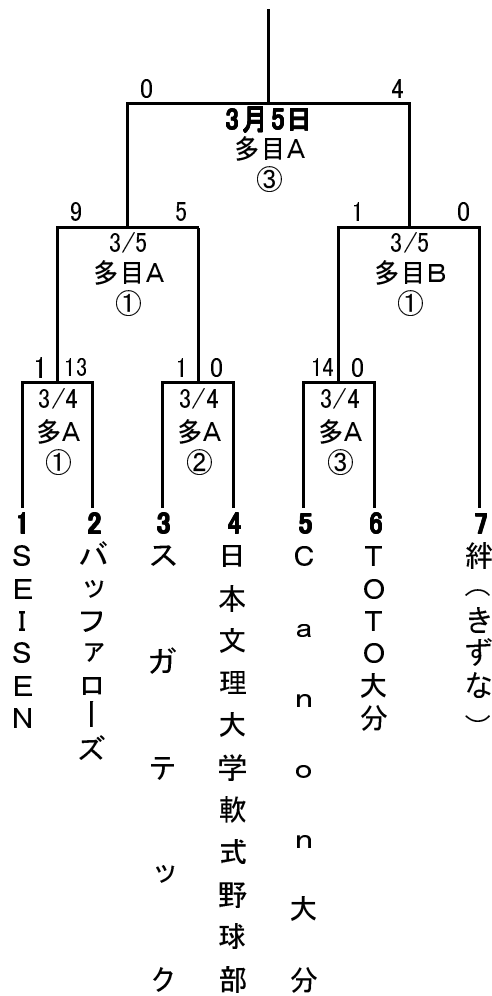 0 4
3月5日
多目A
③
9 5 1 0
3/5 3/5
多目A 多目B
① ①
1 13 1 0 14 0
3/4 3/4 3/4
多A 多A 多A
① ② ③
1 2 3 4 5 6 7
SEISEN
バッファローズ
スガテック
日本文理大学軟式野球部
Canon大分
TOTO大分
絆(きずな)